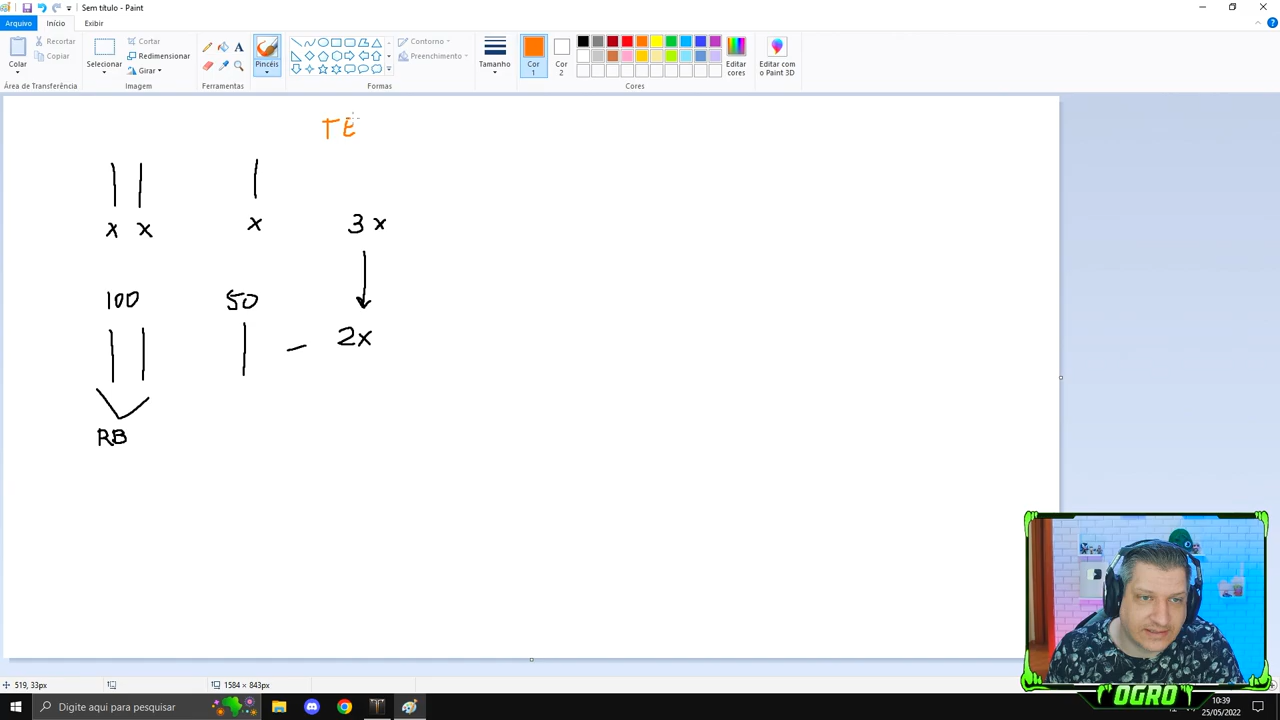 Sem título - Paint
Arquivo Início Exibir
Colar
Recortar
Copiar
Área de Transferência
Selecionar
Cortar
Redimensionar
Girar
Imagem
Ferramentas
Pincéis
Contorno
Preenchimento
Formas
Tamanho
Cor 1
Cor 2
Editar cores
Cores
Editar com o Paint 3D
TE
x x x 3x
100 50
2x
RB
OGRO
519, 33px 1584 × 843px
Digite aqui para pesquisar
10:39
25/05/2022